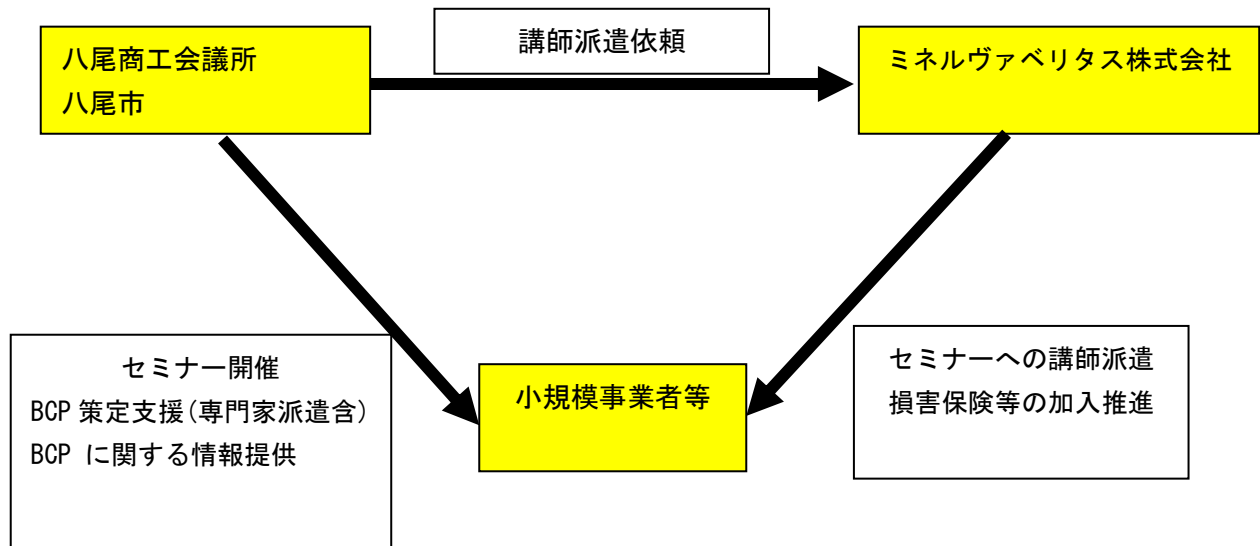 八尾商工会議所
八尾市
講師派遣依頼
ミネルヴァベリタス株式会社
セミナー開催
BCP 策定支援(専門家派遣含)
BCP に関する情報提供
小規模事業者等
セミナーへの講師派遣
損害保険等の加入推進